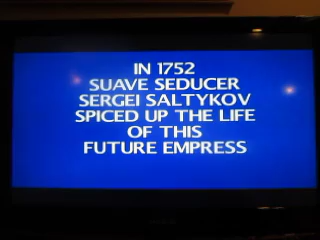 IN 1752
SUAVE SEDUCER
SERGEI SALTYKOV
SPICED UP THE LIFE
OF THIS
FUTURE EMPRESS